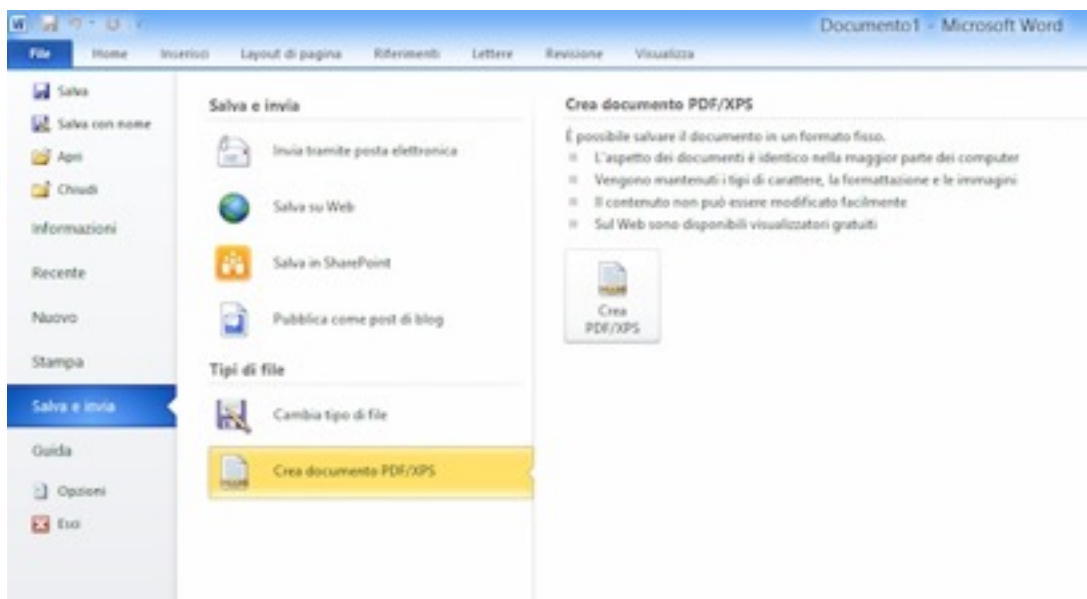 Documento1 - Microsoft Word
File Home Inserisci Layout di pagina Riferimenti Lettere Revisione Visualizza
Salva
Salva con nome
Apri
Chiudi
Informazioni
Recente
Nuovo
Stampa
Salva e invia
Guida
Opzioni
Esci
Salva e invia
Invia tramite posta elettronica
Salva su Web
Salva in SharePoint
Pubblica come post di blog
Tipi di file
Cambia tipo di file
Crea documento PDF/XPS
Crea documento PDF/XPS
É possibile salvare il documento in un formato fisso.
L'aspetto dei documenti è identico nella maggior parte dei computer
Vengono mantenuti i tipi di carattere, la formattazione e le immagini
Il contenuto non può essere modificato facilmente
Sul Web sono disponibili visualizzatori gratuiti
Crea
PDF/XPS